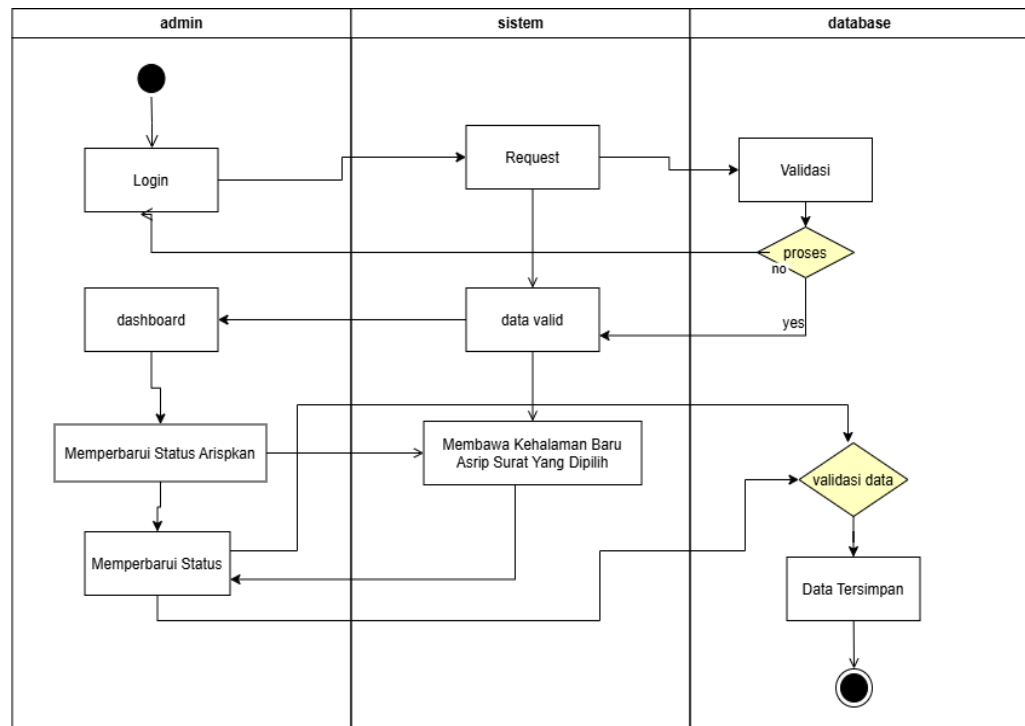 admin
sistem
database
Login
Request
Validasi
proses
no
yes
dashboard
data valid
Memperbarui Status Arispkan
Membawa Kehalaman Baru
Asrip Surat Yang Dipilih
validasi data
Memperbarui Status
Data Tersimpan